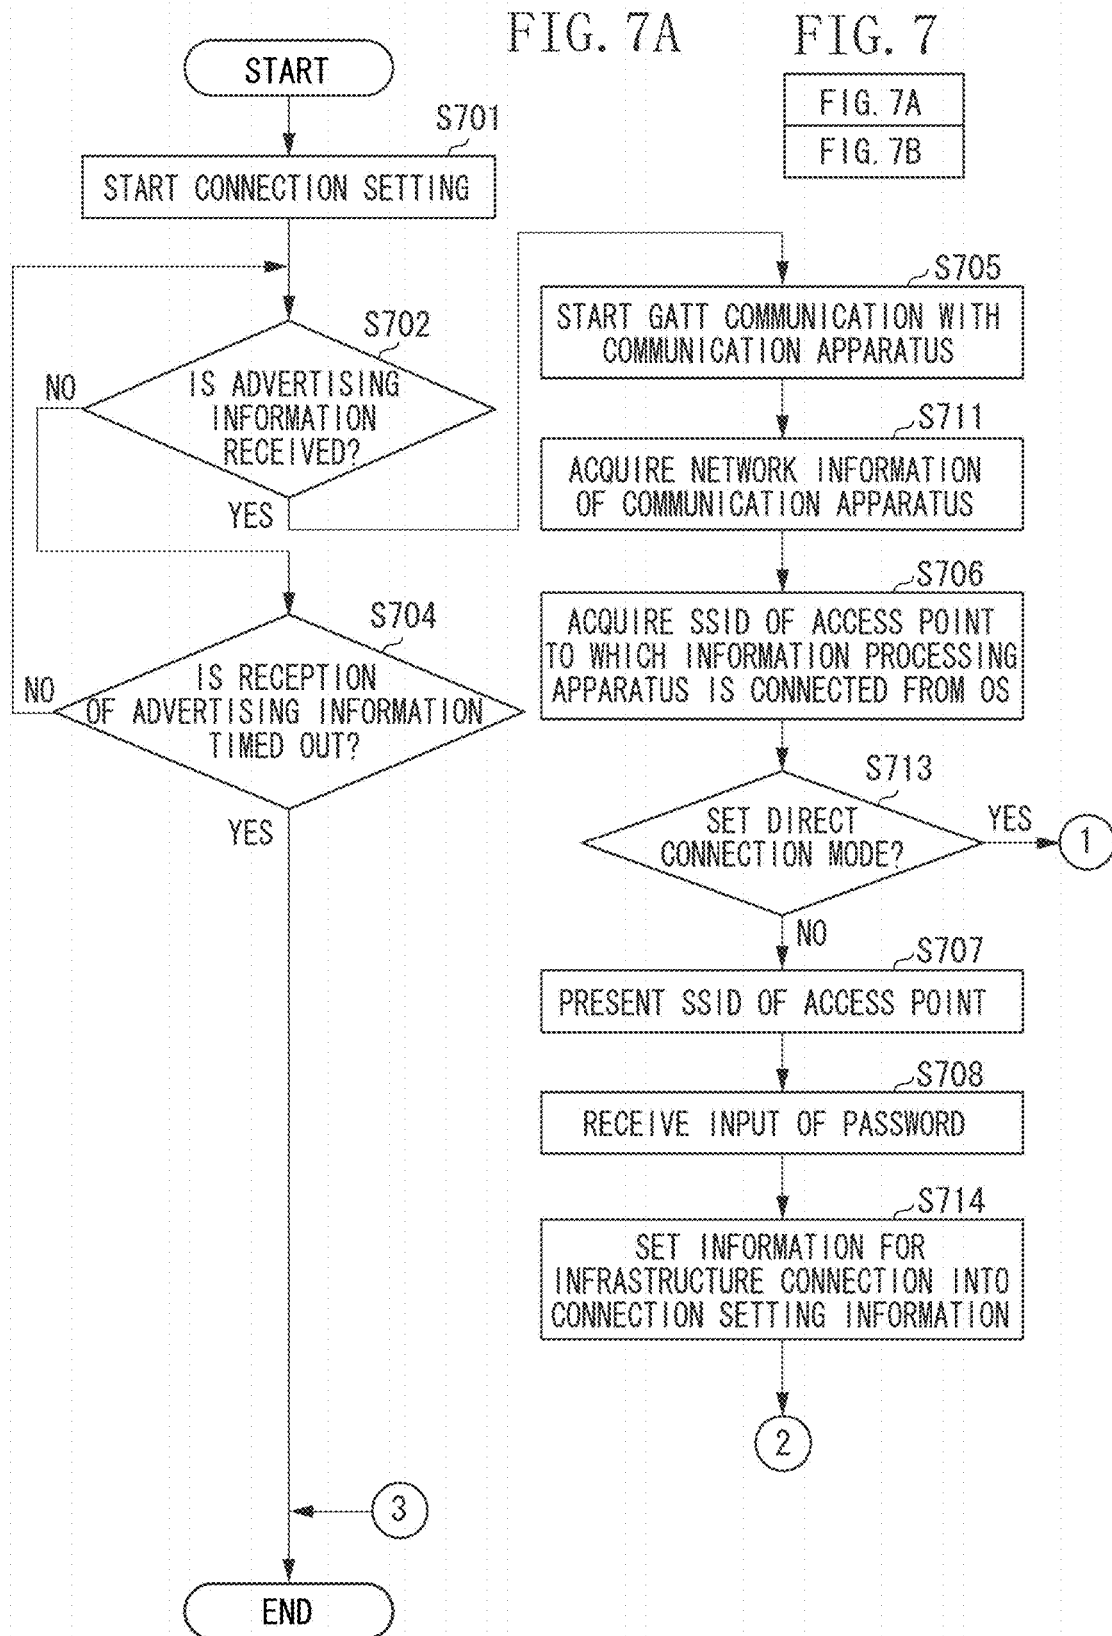 FIG. 7A
FIG. 7
FIG. 7A
FIG. 7B
START
S701
START CONNECTION SETTING
S702
IS ADVERTISING
INFORMATION
RECEIVED?
NO
YES
S704
IS RECEPTION
OF ADVERTISING INFORMATION
TIMED OUT?
NO
YES
3
END
S705
START GATT COMMUNICATION WITH
COMMUNICATION APPARATUS
S711
ACQUIRE NETWORK INFORMATION
OF COMMUNICATION APPARATUS
S706
ACQUIRE SSID OF ACCESS POINT
TO WHICH INFORMATION PROCESSING
APPARATUS IS CONNECTED FROM OS
S713
SET DIRECT
CONNECTION MODE?
YES
1
NO
S707
PRESENT SSID OF ACCESS POINT
S708
RECEIVE INPUT OF PASSWORD
S714
SET INFORMATION FOR
INFRASTRUCTURE CONNECTION INTO
CONNECTION SETTING INFORMATION
2